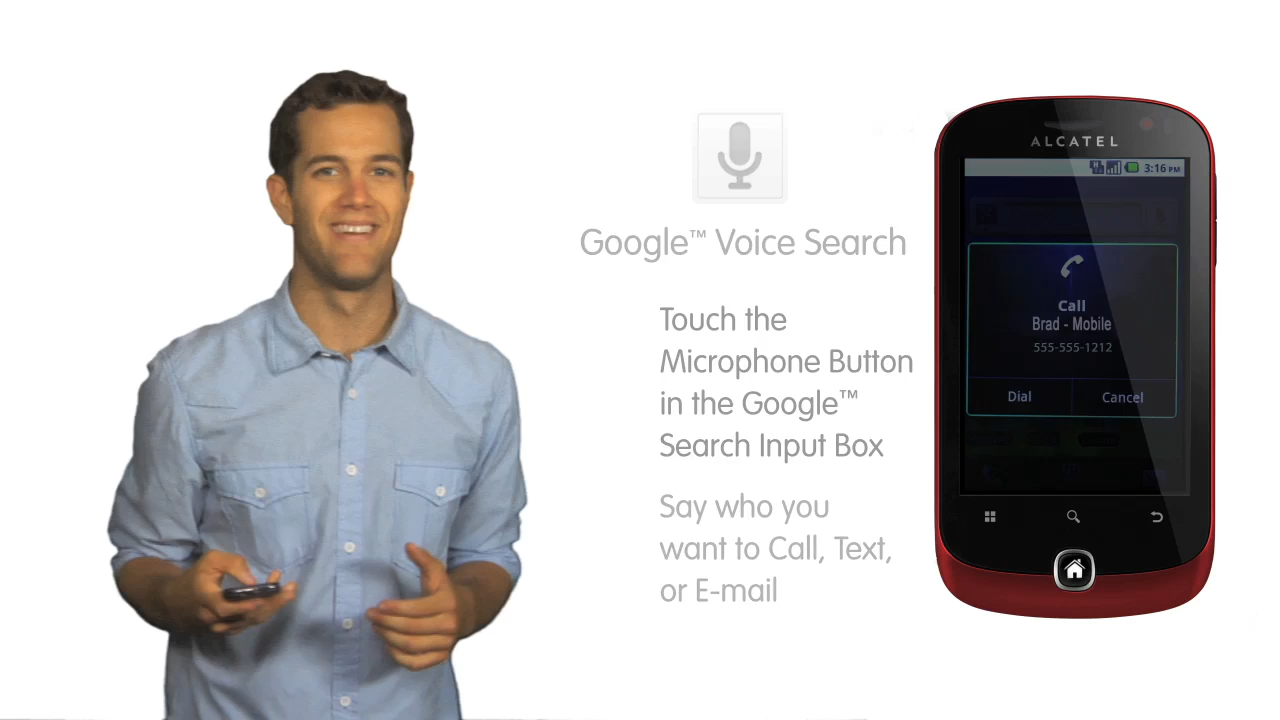 Google™ Voice Search
Touch the
Microphone Button
in the Google™
Search Input Box
Say who you
want to Call, Text,
or E-mail
ALCATEL
3:16 PM
Call
Brad - Mobile
555-555-1212
Dial
Cancel